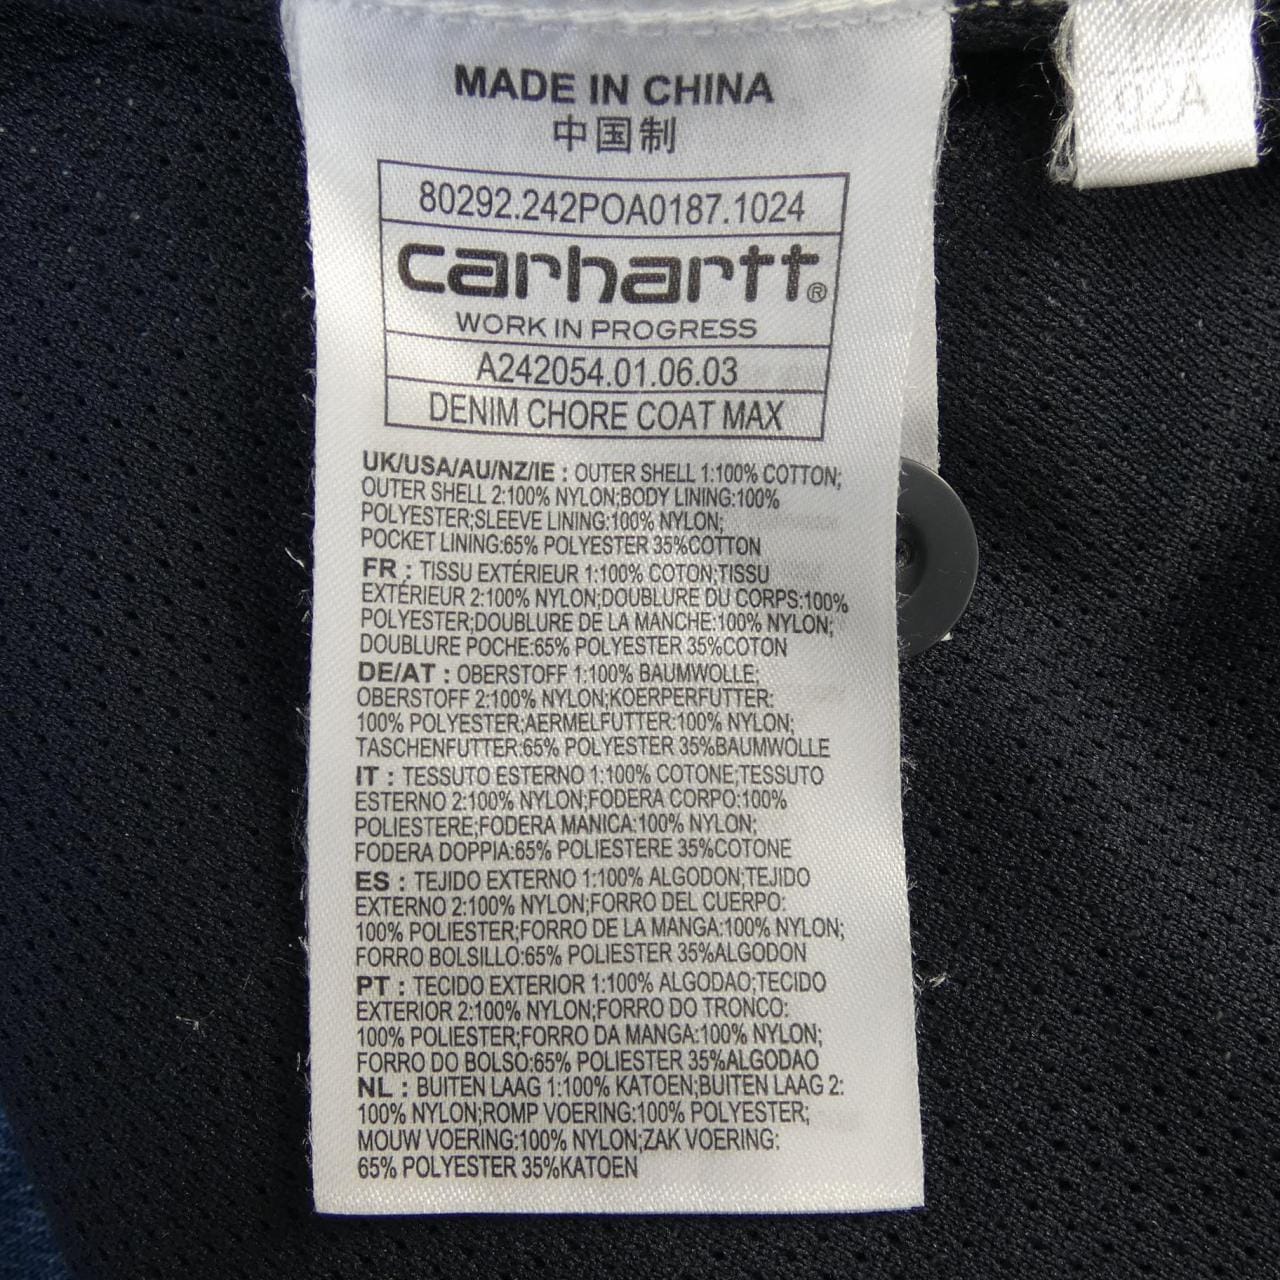 MADE IN CHINA
中国制
80292.242POA0187.1024
carhartt®
WORK IN PROGRESS
A242054.01.06.03
DENIM CHORE COAT MAX
UK/USA/AU/NZ/IE : OUTER SHELL 1:100% COTTON;
OUTER SHELL 2:100% NYLON;BODY LINING:100%
POLYESTER;SLEEVE LINING:100% NYLON;
POCKET LINING:65% POLYESTER 35%COTTON
FR : TISSU EXTÉRIEUR 1:100% COTON;TISSU
EXTÉRIEUR 2:100% NYLON;DOUBLURE DU CORPS:100%
POLYESTER;DOUBLURE DE LA MANCHE:100% NYLON;
DOUBLURE POCHE:65% POLYESTER 35%COTON
DE/AT : OBERSTOFF 1:100% BAUMWOLLE;
OBERSTOFF 2:100% NYLON;KOERPERFUTTER:
100% POLYESTER;AERMELFUTTER:100% NYLON;
TASCHENFUTTER:65% POLYESTER 35%BAUMWOLLE
IT : TESSUTO ESTERNO 1:100% COTONE;TESSUTO
ESTERNO 2:100% NYLON;FODERA CORPO:100%
POLIESTERE;FODERA MANICA:100% NYLON;
FODERA DOPPIA:65% POLIESTERE 35%COTONE
ES : TEJIDO EXTERNO 1:100% ALGODON;TEJIDO
EXTERNO 2:100% NYLON;FORRO DEL CUERPO:
100% POLIESTER;FORRO DE LA MANGA:100% NYLON;
FORRO BOLSILLO:65% POLIESTER 35%ALGODON
PT : TECIDO EXTERIOR 1:100% ALGODAO;TECIDO
EXTERIOR 2:100% NYLON;FORRO DO TRONCO:
100% POLIESTER;FORRO DA MANGA:100% NYLON;
FORRO DO BOLSO:65% POLIESTER 35%ALGODAO
NL : BUITEN LAAG 1:100% KATOEN;BUITEN LAAG 2:
100% NYLON;ROMP VOERING:100% POLYESTER;
MOUW VOERING:100% NYLON;ZAK VOERING:
65% POLYESTER 35%KATOEN